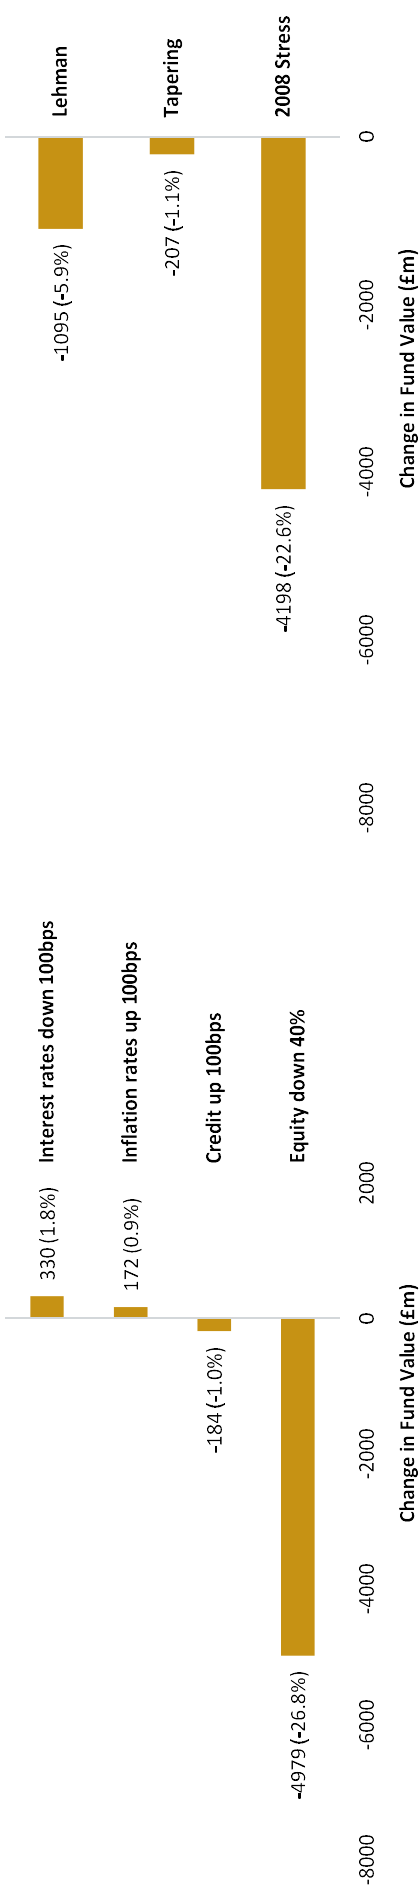 Interest rates down 100bps
330 (1.8%)
Inflation rates up 100bps
172 (0.9%)
Credit up 100bps
-184 (-1.0%)
Equity down 40%
-4979 (-26.8%)
-8000
-6000
-4000
-2000
0
2000
Change in Fund Value (£m)
Lehman
-1095 (-5.9%)
Tapering
-207 (-1.1%)
2008 Stress
-4198 (-22.6%)
-8000
-6000
-4000
-2000
0
Change in Fund Value (£m)